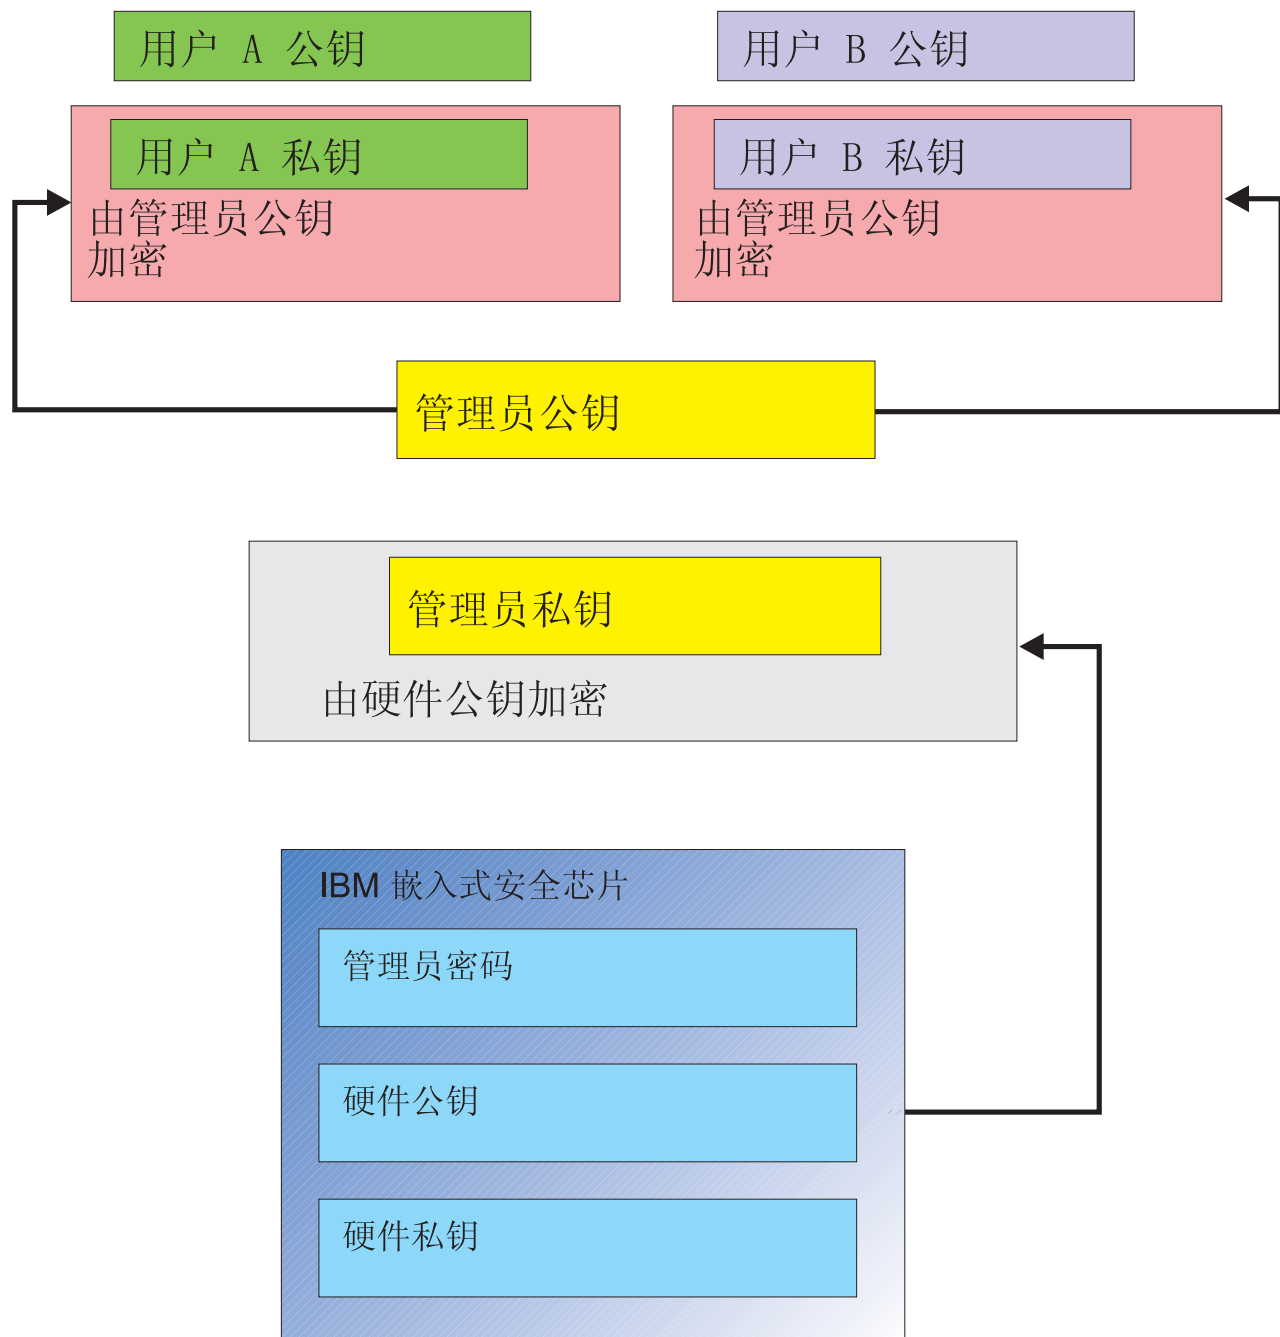 用户 A 公钥
用户 B 公钥
用户 A 私钥
由管理员公钥
加密
用户 B 私钥
由管理员公钥
加密
管理员公钥
管理员私钥
由硬件公钥加密
IBM 嵌入式安全芯片
管理员密码
硬件公钥
硬件私钥